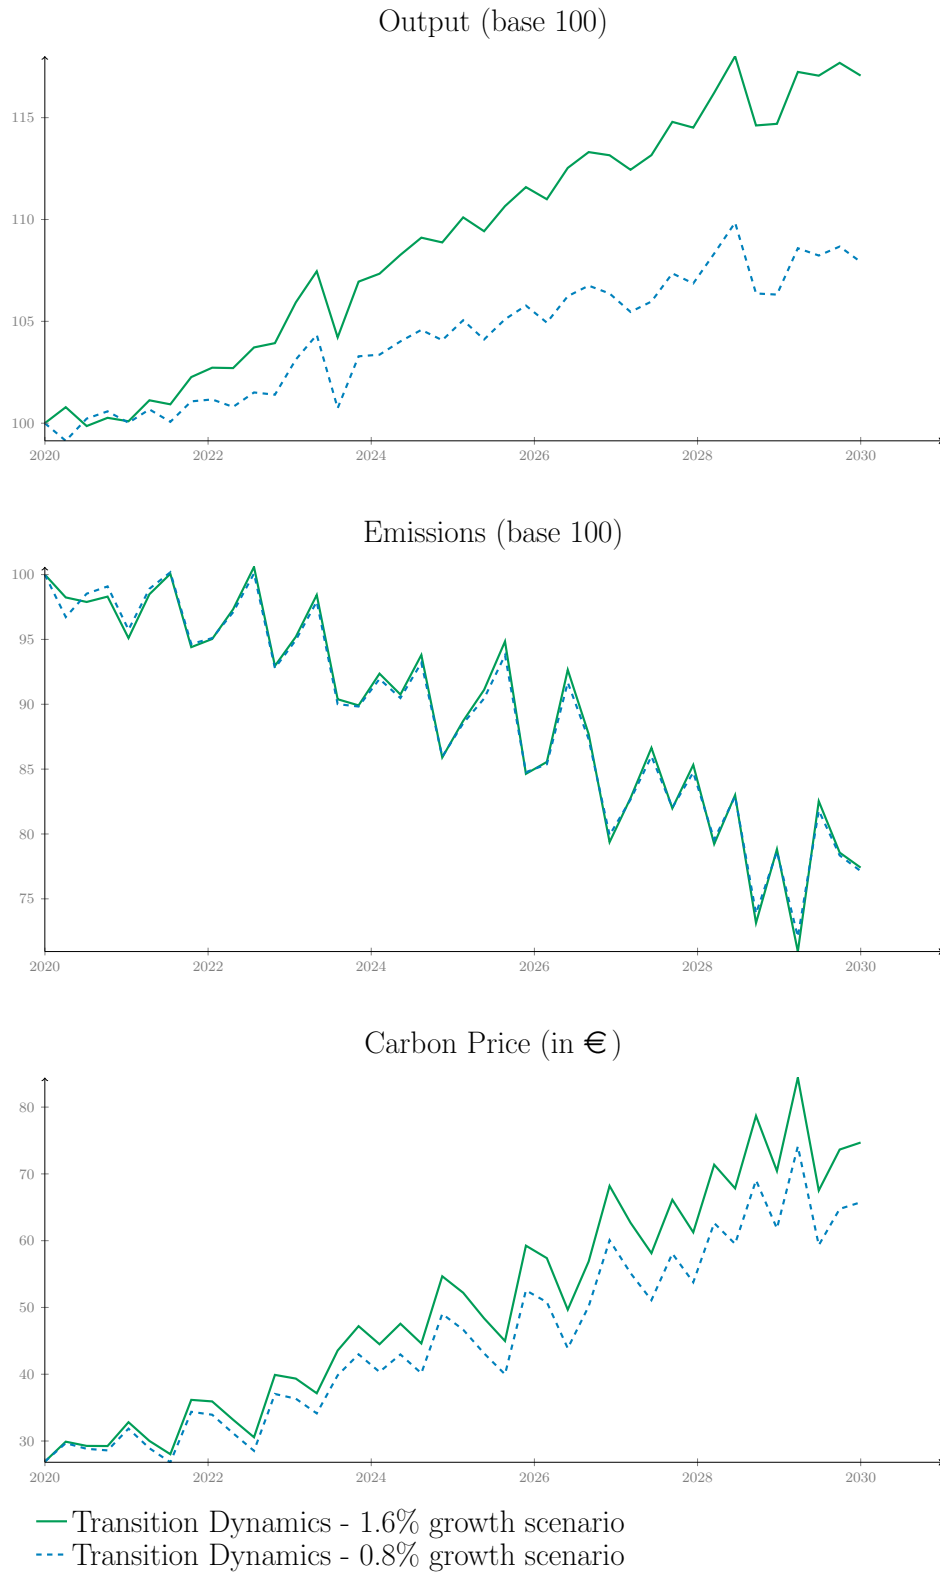 Output (base 100)
115
110
105
100
2020 2022 2024 2026 2028 2030
Emissions (base 100)
100
95
90
85
80
75
2020 2022 2024 2026 2028 2030
Carbon Price (in €)
80
70
60
50
40
30
2020 2022 2024 2026 2028 2030
Transition Dynamics - 1.6% growth scenario
Transition Dynamics - 0.8% growth scenario